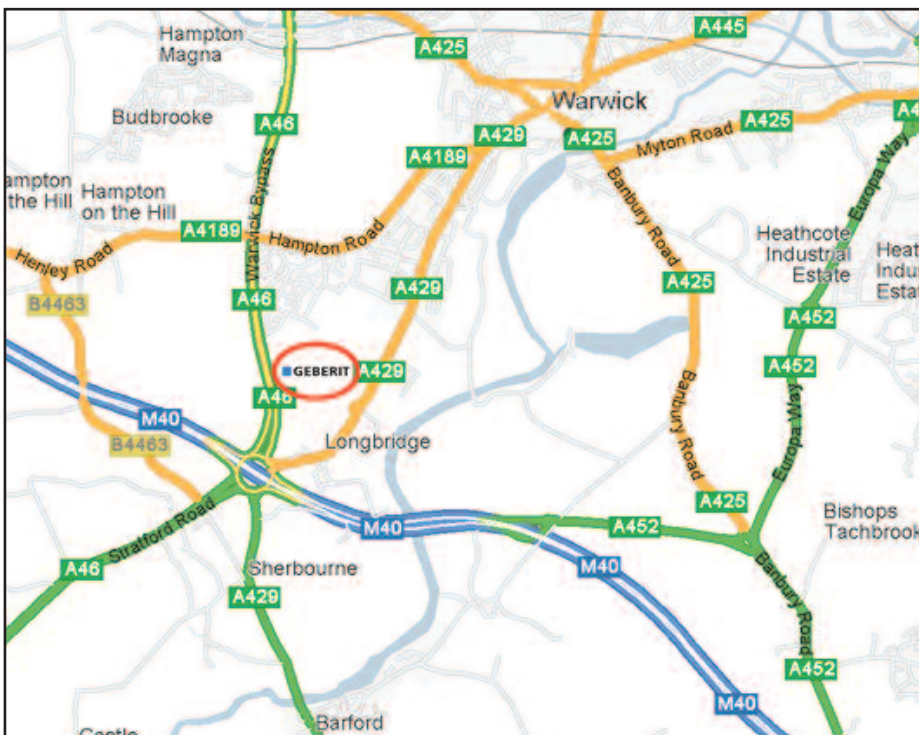 Hampton
Magna
A425
A445
Budbrooke
A46
Warwick
A429
A4189
A425
A425
Myton Road
Warwick Bypass
Banbury Road
Europa Way
Hampton
on the Hill
the Hill
A4189
Hampton Road
Henley Road
Heathcote
Industrial
Estate
B4463
A46
A429
A425
A452
GEBERIT
A429
A452
A46
Banbury Road
Europa Way
M40
B4463
Longbridge
A425
Bishops
Tachbrook
M40
A452
Stratford Road
A46
Sherbourne
M40
Banbury Road
A429
A452
M40
Barford